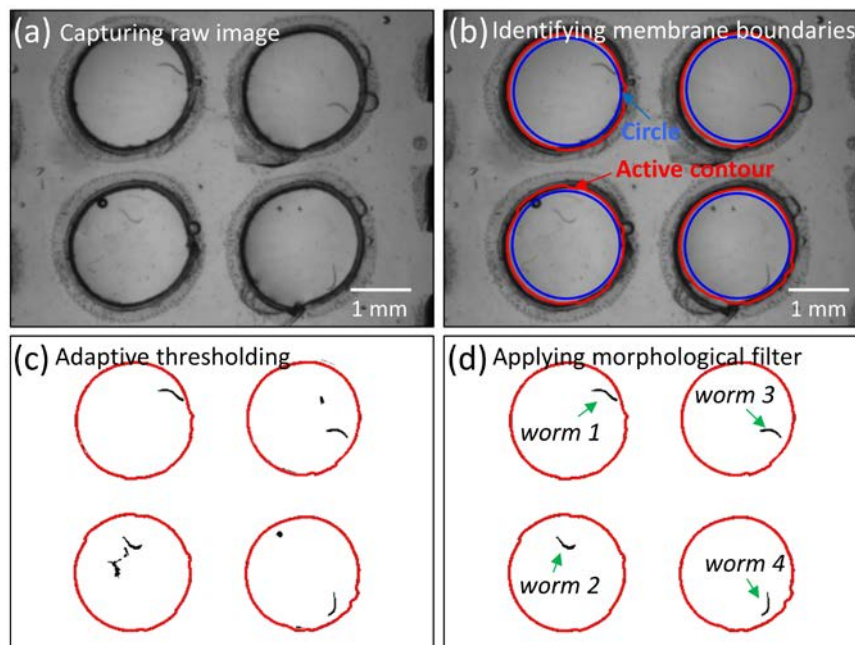 (a) Capturing raw image
1 mm
(b) Identifying membrane boundaries
Circle
Active contour
1 mm
(c) Adaptive thresholding
(d) Applying morphological filter
worm 1
worm 3
worm 2
worm 4